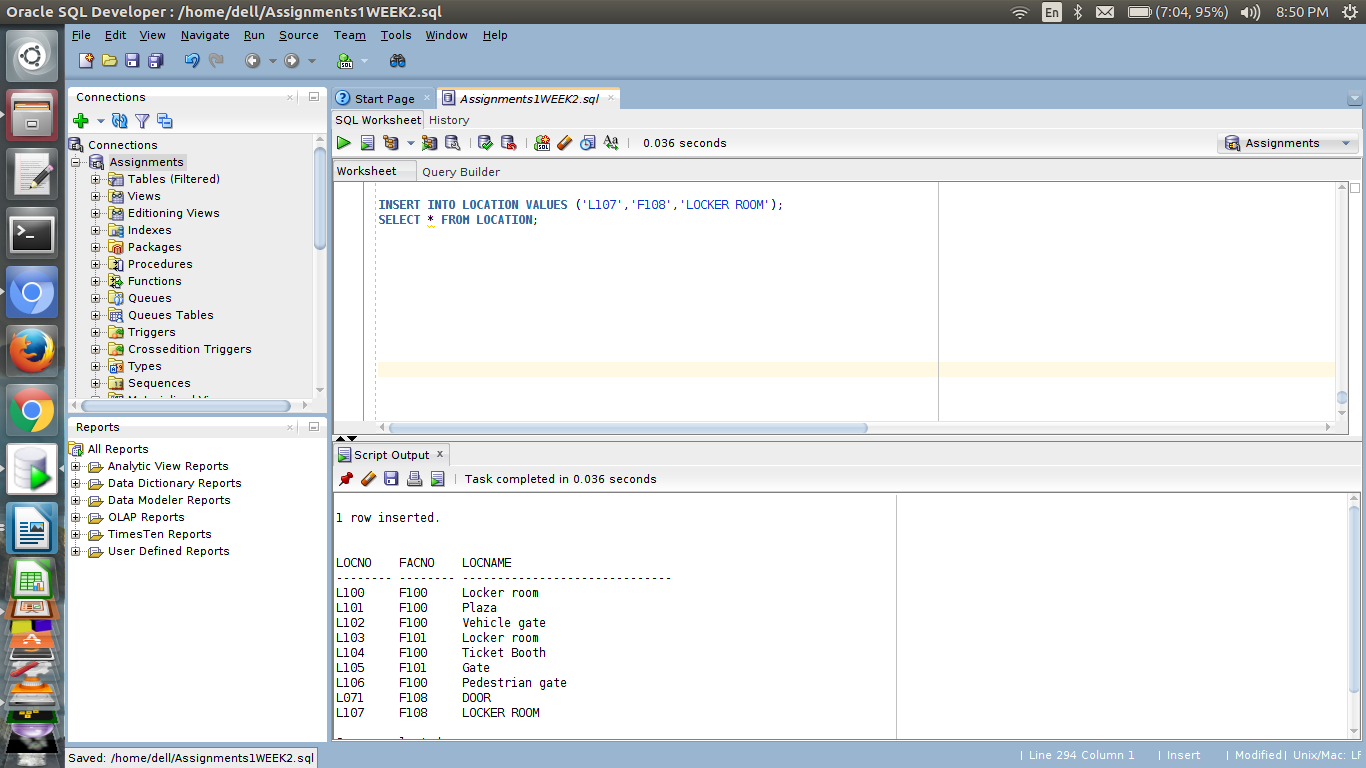 Oracle SQL Developer : /home/dell/Assignments1WEEK2.sql
En
(7:04, 95%)
8:50 PM
File Edit View Navigate Run Source Team Tools Window Help
Connections
Connections
Assignments
Tables (Filtered)
Views
Editioning Views
Indexes
Packages
Procedures
Functions
Queues
Queues Tables
Triggers
Crossedition Triggers
Types
Sequences
Reports
All Reports
Analytic View Reports
Data Dictionary Reports
Data Modeler Reports
OLAP Reports
TimesTen Reports
User Defined Reports
Start Page
Assignments1WEEK2.sql
SQL Worksheet History
0.036 seconds
Assignments
Worksheet Query Builder
INSERT INTO LOCATION VALUES ('L107','F108','LOCKER ROOM');
SELECT * FROM LOCATION;
Script Output
Task completed in 0.036 seconds
1 row inserted.
LOCNO FACNO LOCNAME
-------- -------- ------------------------------
L100 F100 Locker room
L101 F100 Plaza
L102 F100 Vehicle gate
L103 F101 Locker room
L104 F100 Ticket Booth
L105 F101 Gate
L106 F100 Pedestrian gate
L071 F108 DOOR
L107 F108 LOCKER ROOM
Saved: /home/dell/Assignments1WEEK2.sql
Line 294 Column 1 | Insert | Modified | Unix/Mac: LF